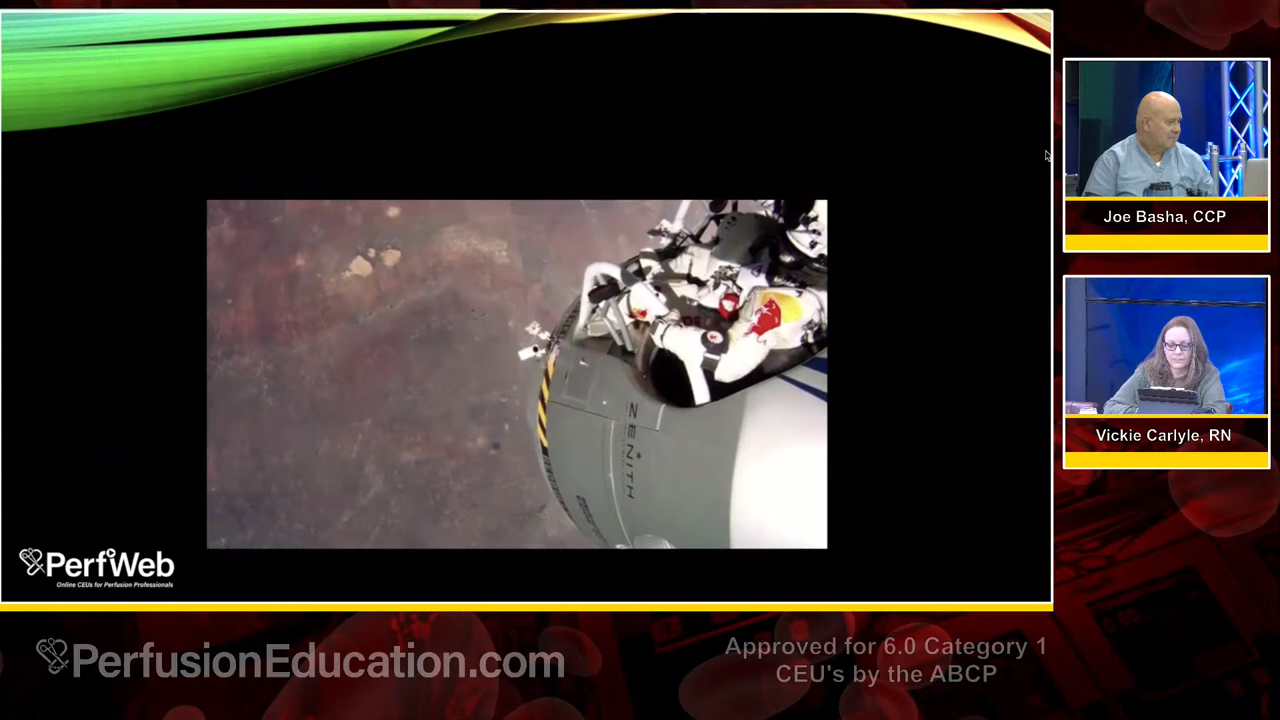 ZENITH
PerfWeb
Online CEUs for Perfusion Professionals
Joe Basha, CCP
Vickie Carlyle, RN
PerfusionEducation.com
Approved for 6.0 Category 1
CEU's by the ABCP